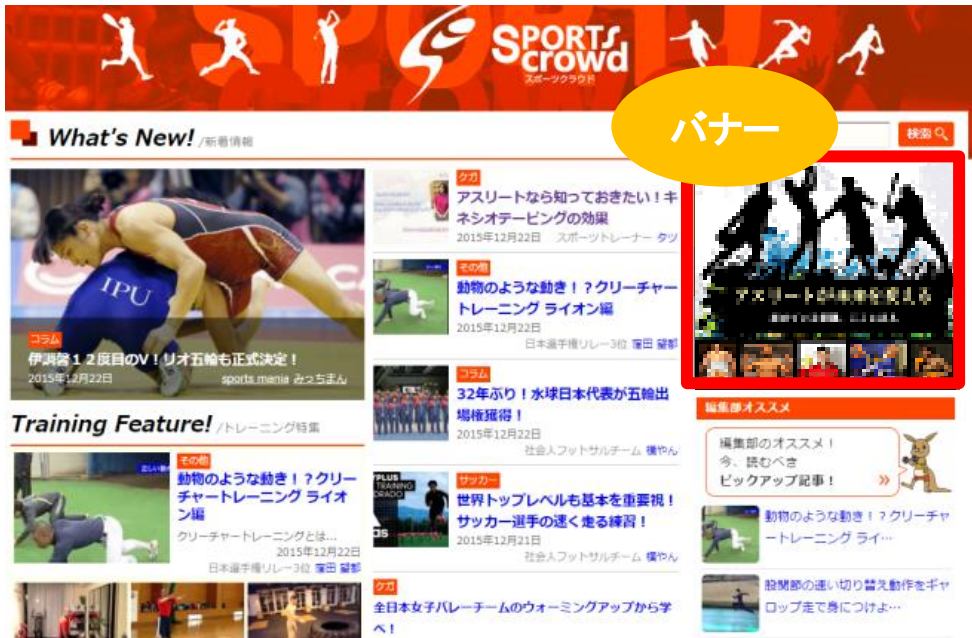 SPORTS
crowd
スポーツクラウド
バナー
What's New! /新着情報
検索
IPU
コラム
伊調馨12度目のV!リオ五輪も正式決定!
2015年12月22日 sports mania みっちまん
ケガ
アスリートなら知っておきたい!キ
ネシオテーピングの効果
2015年12月22日 スポーツトレーナー タツ
その他
動物のような動き!?クリーチャー
トレーニング ライオン編
2015年12月22日
日本選手権リレー3位 窪田 望都
コラム
32年ぶり!水球日本代表が五輪出
場権獲得!
2015年12月22日
社会人フットサルチーム 横やん
サッカー
世界トップレベルも基本を重要視!
サッカー選手の速く走る練習!
2015年12月21日
社会人フットサルチーム 横やん
ケガ
全日本女子バレーチームのウォーミングアップから学
べ!
Training Feature! /トレーニング特集
その他
動物のような動き!?クリー
チャートレーニング ライオ
ン編
クリーチャートレーニングとは...
2015年12月22日
日本選手権リレー3位 窪田 望都
アスリートが未来を変える
編集部オススメ
編集部のオススメ!
今、読むべき
ピックアップ記事!
動物のような動き!?クリーチャ
ートレーニング ライ…
股関節の速い切り替え動作をギャ
ロップ走で身につけよ…